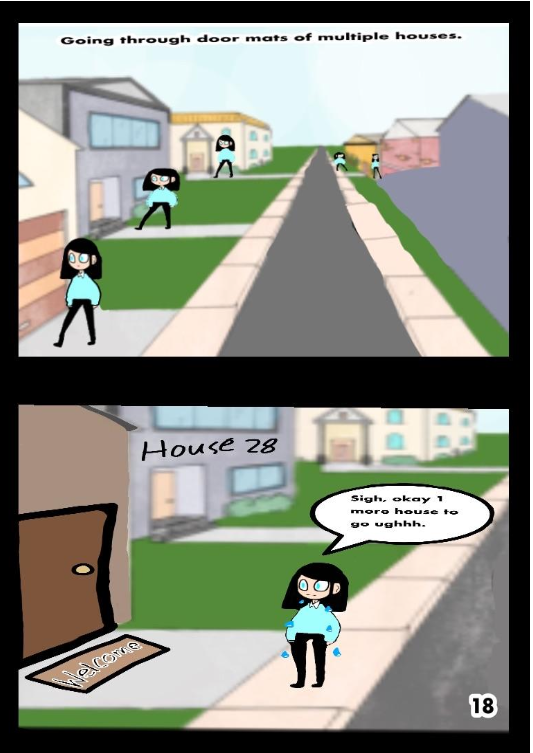 Going through door mats of multiple houses.
House 28
Sigh, okay 1
more house to
go ughhh.
Welcome
18